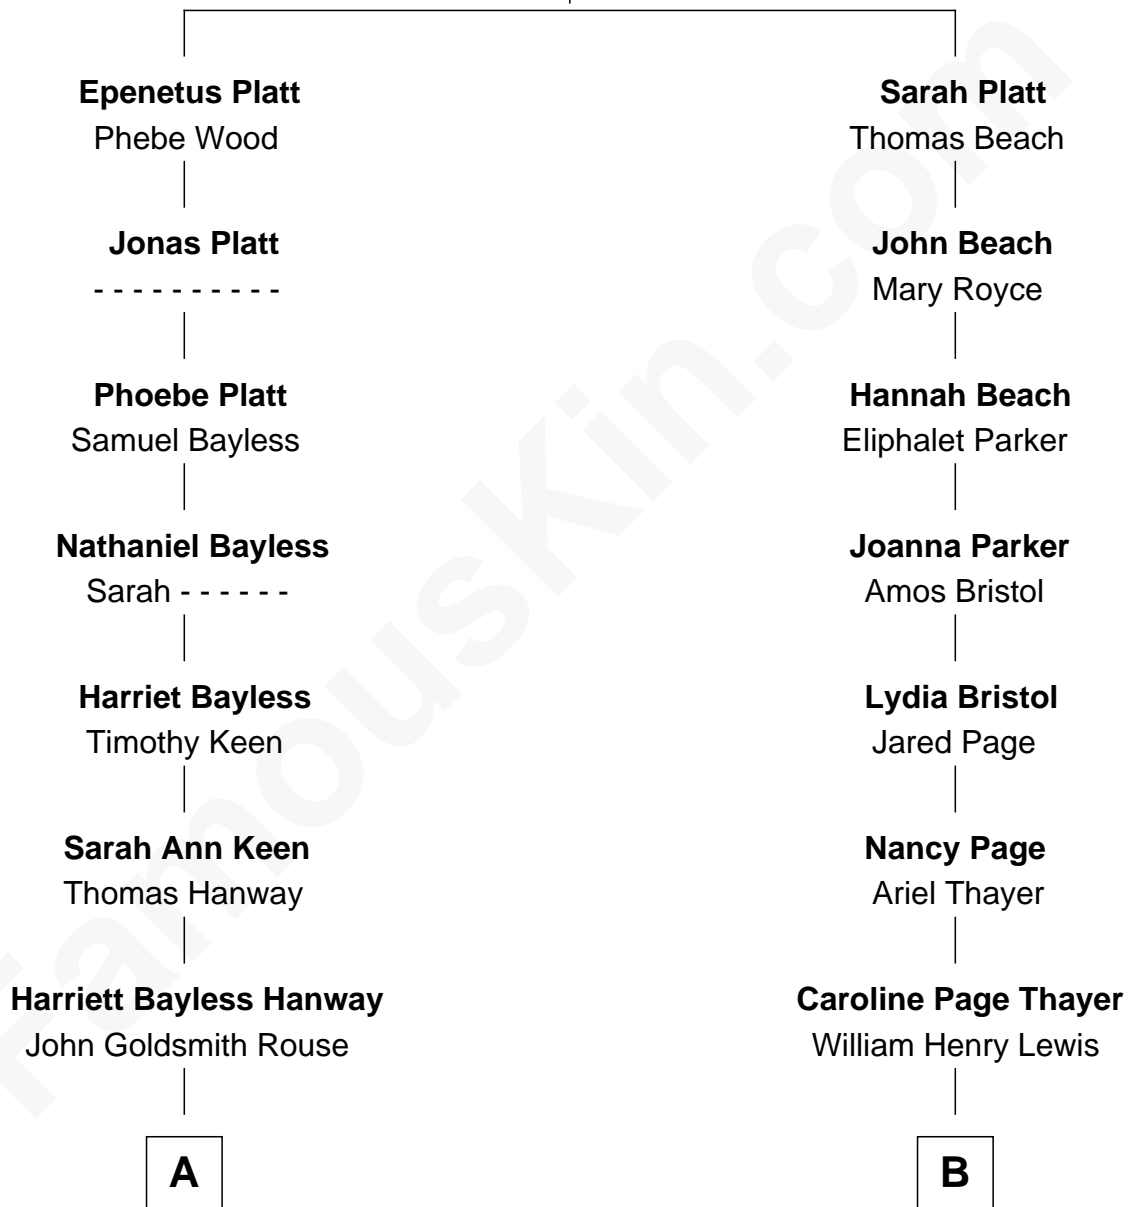 Epenetus Platt
Phebe Wood
Jonas Platt
- - - - - - - - - -
Phoebe Platt
Samuel Bayless
Nathaniel Bayless
Sarah - - - - - -
Harriet Bayless
Timothy Keen
Sarah Ann Keen
Thomas Hanway
Harriett Bayless Hanway
John Goldsmith Rouse
A
Sarah Platt
Thomas Beach
John Beach
Mary Royce
Hannah Beach
Eliphalet Parker
Joanna Parker
Amos Bristol
Lydia Bristol
Jared Page
Nancy Page
Ariel Thayer
Caroline Page Thayer
William Henry Lewis
B
FamousKin.com